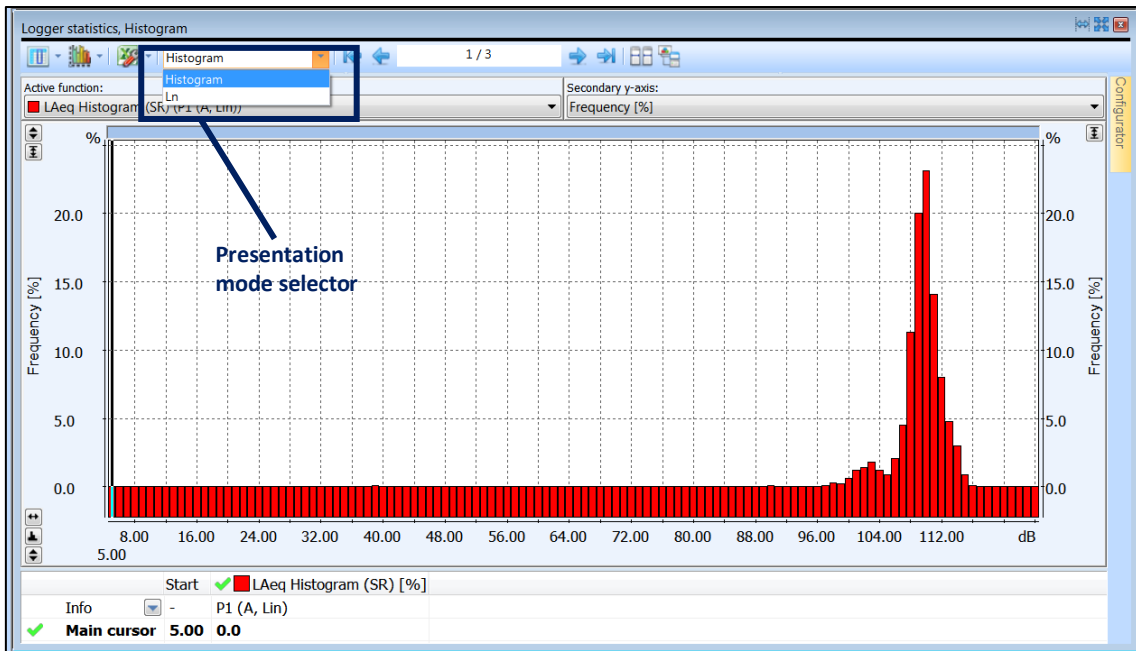 Logger statistics, Histogram
Histogram
1 / 3
Histogram
Ln
Active function:
Secondary y-axis:
LAeq Histogram (SR) (P1 (A, Lin))
Frequency [%]
Configurator
%
%
20.0
20.0
Presentation
mode selector
15.0
15.0
Frequency [%]
Frequency [%]
10.0
10.0
5.0
5.0
0.0
0.0
8.00 16.00 24.00 32.00 40.00 48.00 56.00 64.00 72.00 80.00 88.00 96.00 104.00 112.00 dB
5.00
Start LAeq Histogram (SR) [%]
Info - P1 (A, Lin)
Main cursor 5.00 0.0